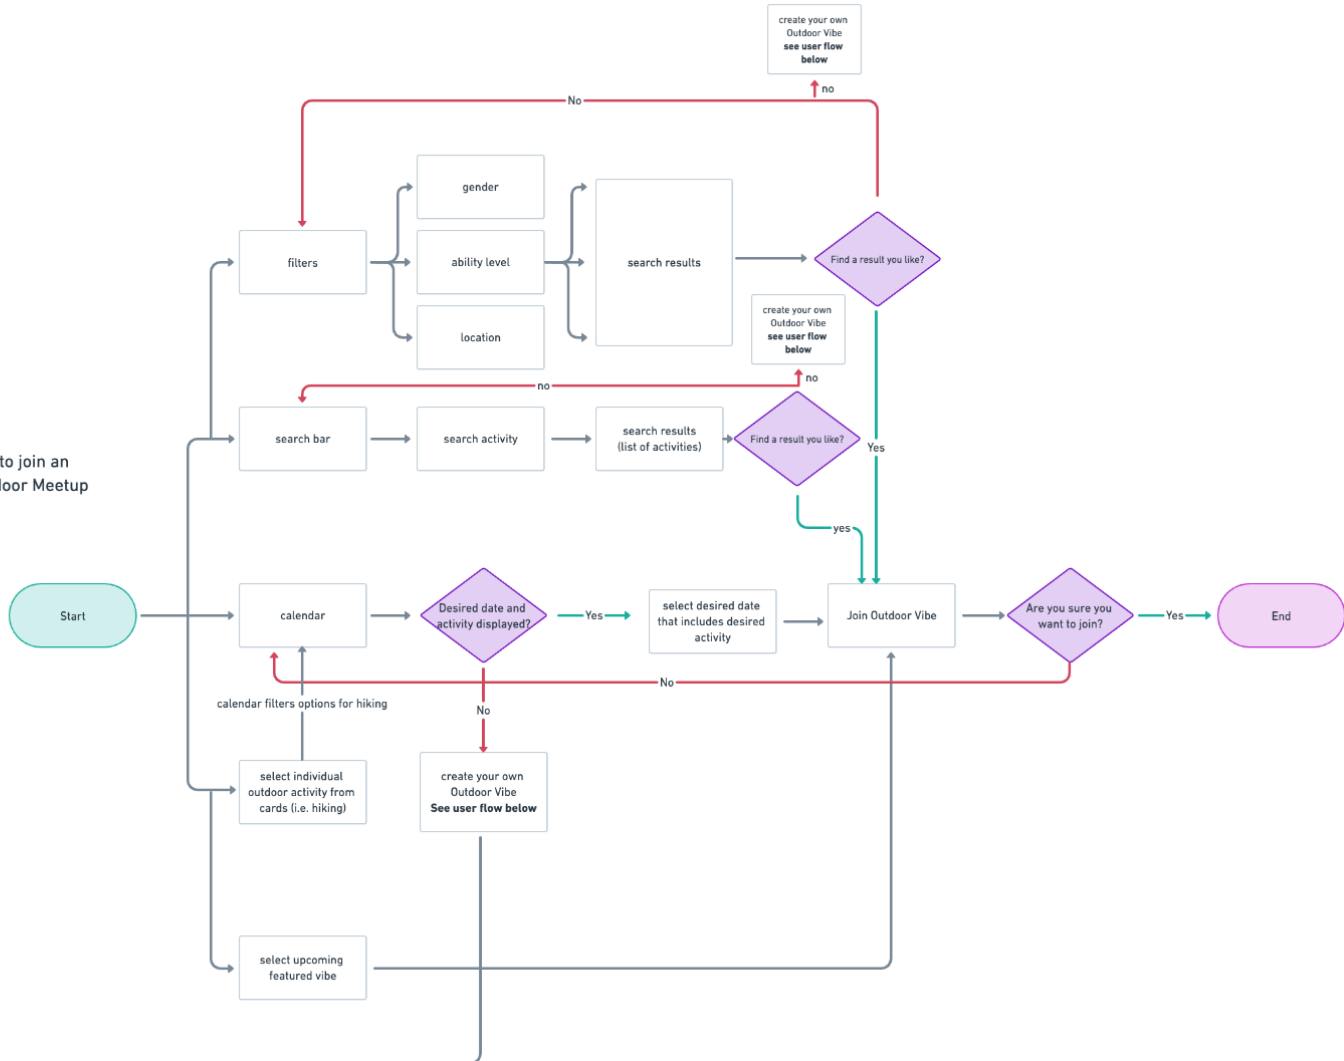 create your own
Outdoor Vibe
see user flow
below
no
No
gender
filters
ability level
search results
Find a result you like?
location
create your own
Outdoor Vibe
see user flow
below
no
no
search bar
search activity
search results
(list of activities)
Find a result you like?
Yes
to join an
loor Meetup
yes
Start
calendar
Desired date and
activity displayed?
Yes
select desired date
that includes desired
activity
Join Outdoor Vibe
Are you sure you
want to join?
Yes
End
No
calendar filters options for hiking
No
select individual
outdoor activity from
cards (i.e. hiking)
create your own
Outdoor Vibe
See user flow below
select upcoming
featured vibe